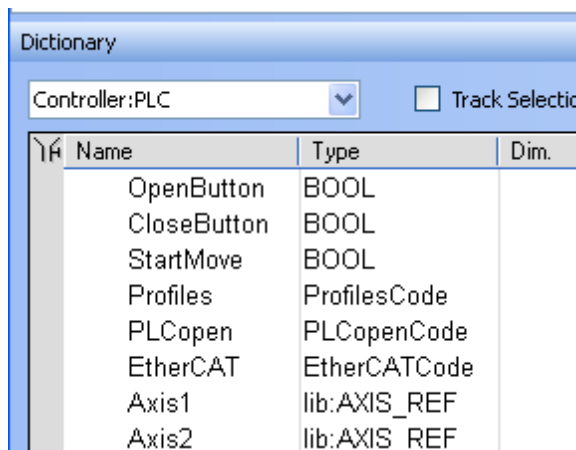 Dictionary
Controller:PLC Track Selectio
Name Type Dim.
OpenButton BOOL
CloseButton BOOL
StartMove BOOL
Profiles ProfilesCode
PLCopen PLCopenCode
EtherCAT EtherCATCode
Axis1 lib:AXIS_REF
Axis2 lib:AXIS_REF